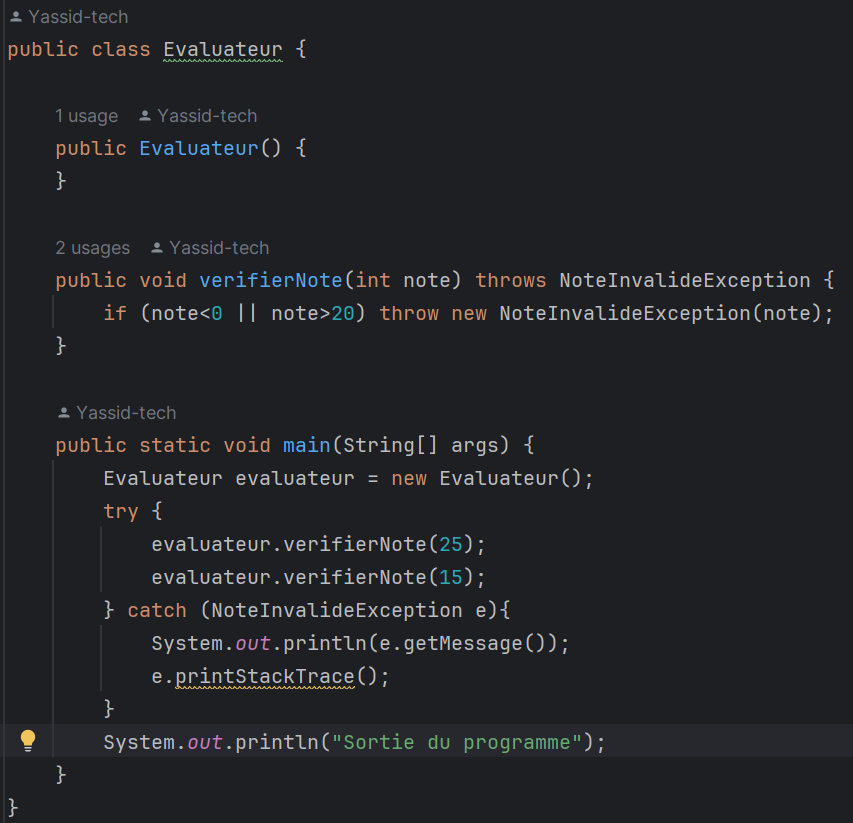 Yassid-tech
public class Evaluateur {
1 usage Yassid-tech
public Evaluateur() {
}
2 usages Yassid-tech
public void verifierNote(int note) throws NoteInvalideException {
if (note<0 || note>20) throw new NoteInvalideException(note);
}
Yassid-tech
public static void main(String[] args) {
Evaluateur evaluateur = new Evaluateur();
try {
evaluateur.verifierNote(25);
evaluateur.verifierNote(15);
} catch (NoteInvalideException e){
System.out.println(e.getMessage());
e.printStackTrace();
}
System.out.println("Sortie du programme");
}
}